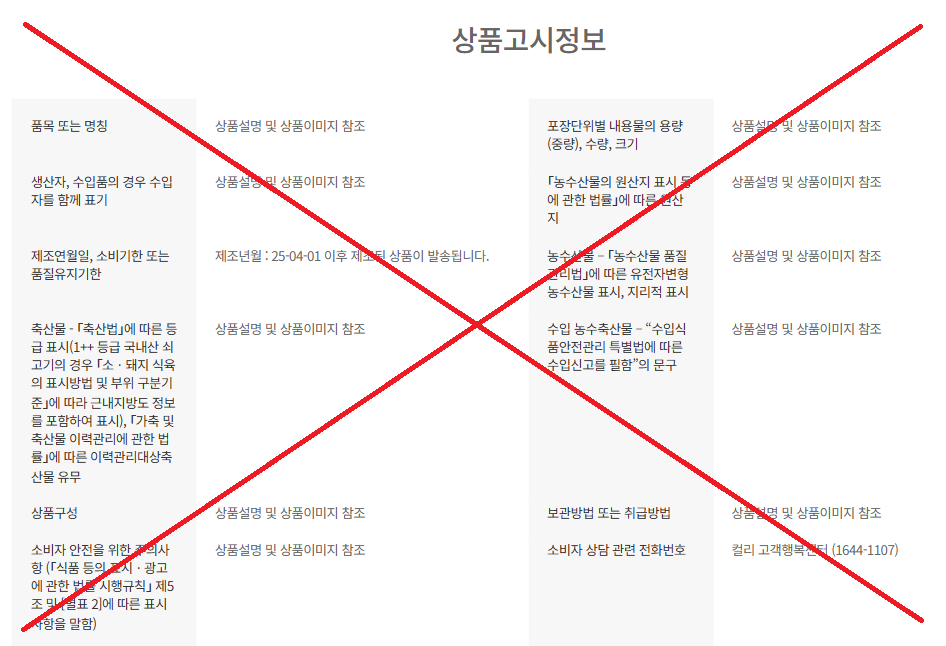 상품고시정보
품목 또는 명칭
상품설명 및 상품이미지 참조
포장단위별 내용물의 용량
(중량), 수량, 크기
상품설명 및 상품이미지 참조
생산자, 수입품의 경우 수입
자를 함께 표기
상품설명 및 상품이미지 참조
｢농수산물의 원산지 표시 등
에 관한 법률｣에 따른 원산
지
상품설명 및 상품이미지 참조
제조연월일, 소비기한 또는
품질유지기한
제조년월 : 25-04-01 이후 제조된 상품이 발송됩니다.
농수산물 – ｢농수산물 품질
관리법｣에 따른 유전자변형
농수산물 표시, 지리적 표시
상품설명 및 상품이미지 참조
축산물 - ｢축산법｣에 따른 등
급 표시(1++ 등급 국내산 쇠
고기의 경우 ｢소ㆍ돼지 식육
의 표시방법 및 부위 구분기
준｣에 따라 근내지방도 정보
를 포함하여 표시), ｢가축 및
축산물 이력관리에 관한 법
률｣에 따른 이력관리대상축
산물 유무
상품설명 및 상품이미지 참조
수입 농수축산물 – “수입식
품안전관리 특별법에 따른
수입신고를 필함”의 문구
상품설명 및 상품이미지 참조
상품구성
상품설명 및 상품이미지 참조
보관방법 또는 취급방법
상품설명 및 상품이미지 참조
소비자 안전을 위한 주의사
항 (｢식품 등의 표시ㆍ광고
에 관한 법률 시행규칙｣ 제5
조 및 [별표 2]에 따른 표시
사항을 말함)
상품설명 및 상품이미지 참조
소비자 상담 관련 전화번호
컬리 고객행복센터 (1644-1107)